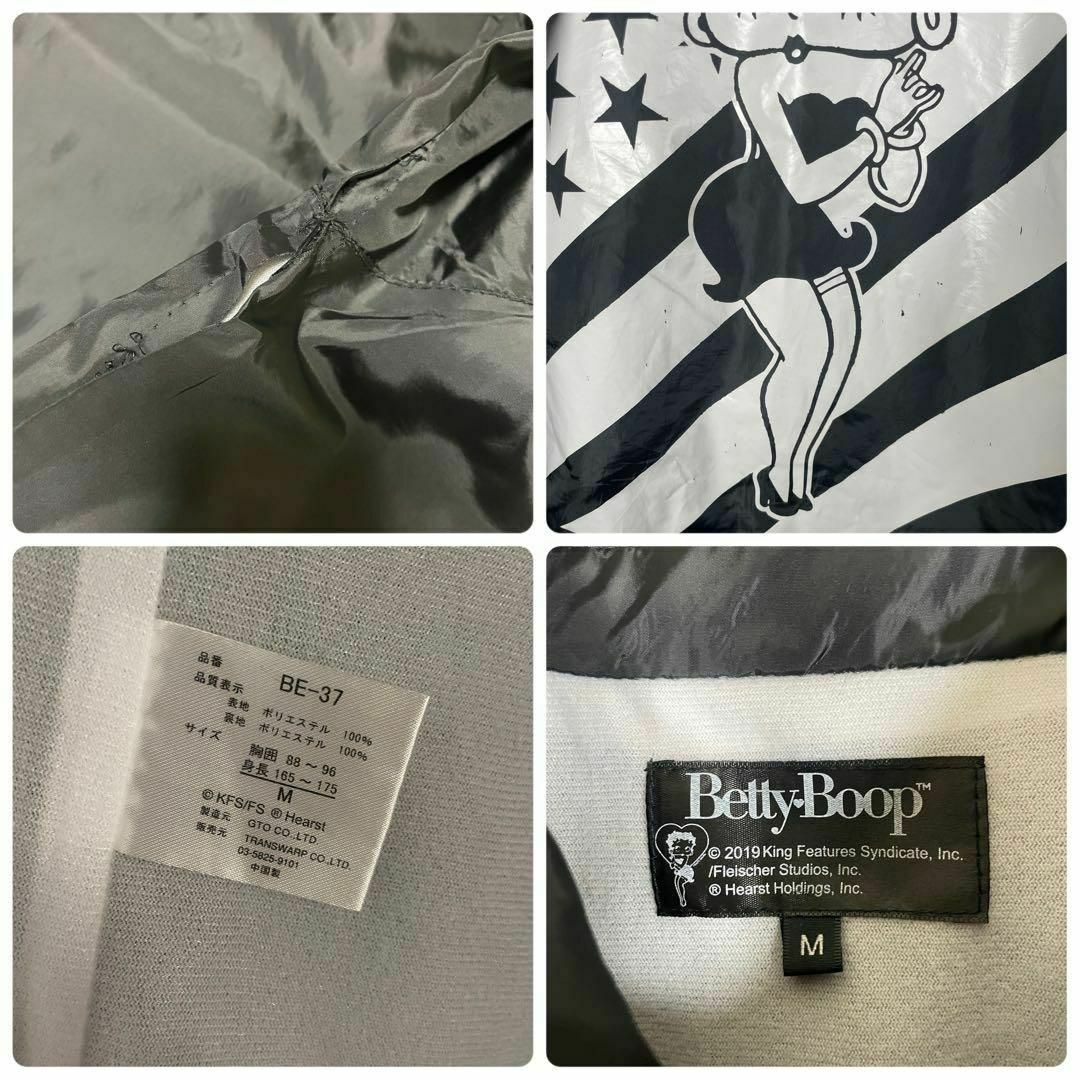 品番 BE-37
品質表示
表地 ポリエステル 100%
裏地 ポリエステル 100%
サイズ
胸囲 88～96
身長 165～175
M
© KFS/FS ® Hearst
製造元 GTO CO.,LTD
販売元 TRANSWARP CO.,LTD
03-5825-9101
中国製
Betty Boop™
© 2019 King Features Syndicate, Inc.
/Fleischer Studios, Inc.
® Hearst Holdings, Inc.
M